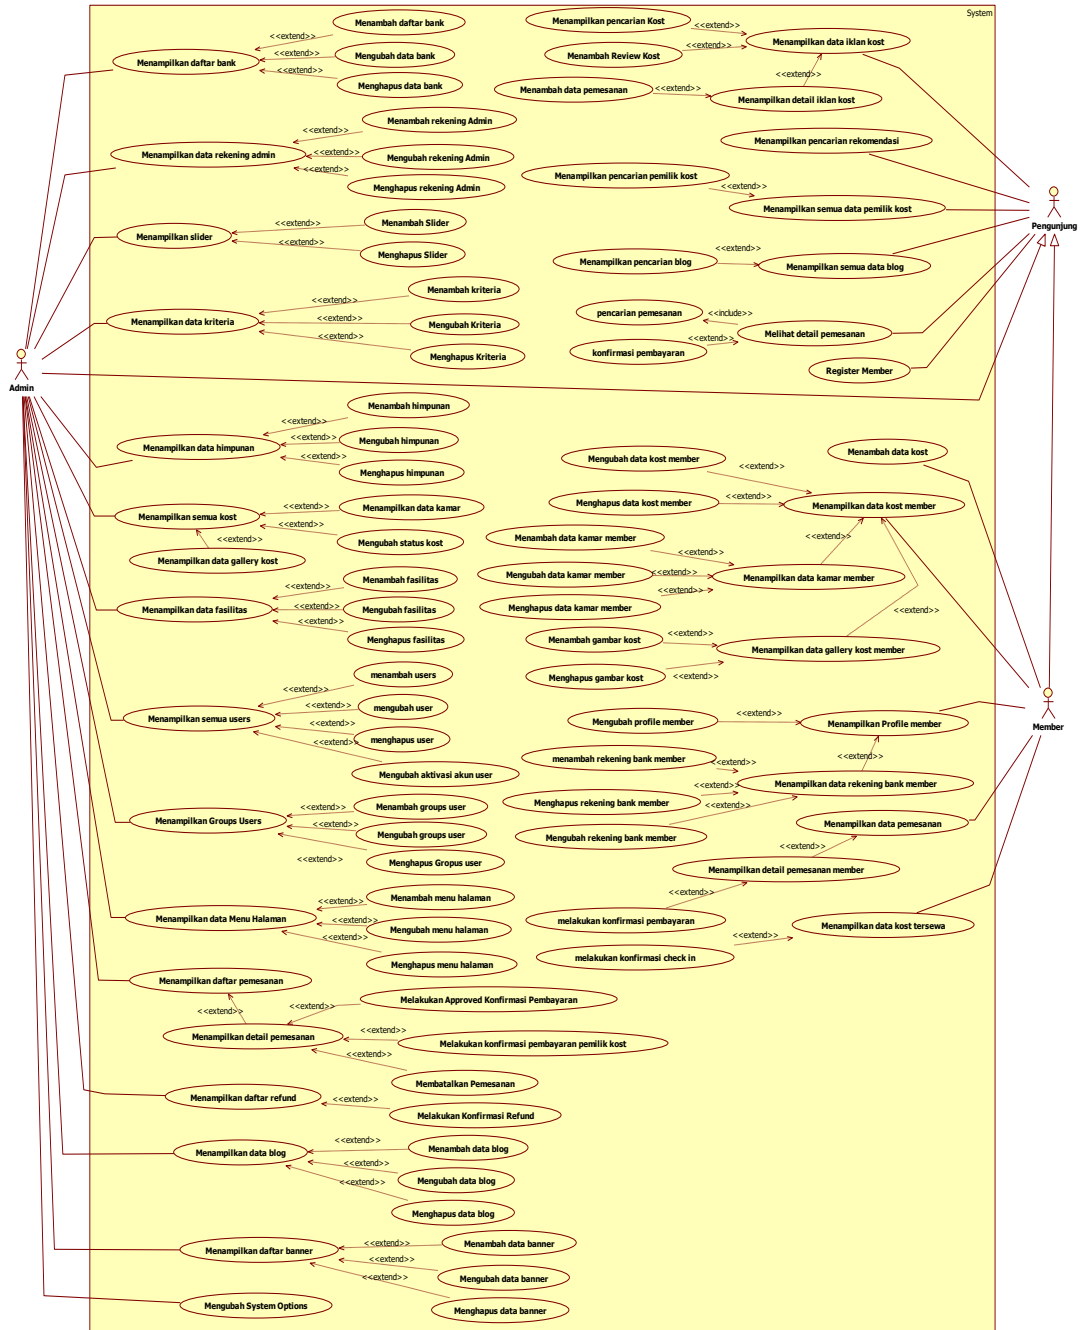 System
Menambah daftar bank
<<extend>>
Menampilkan daftar bank
Mengubah data bank
<<extend>>
Menghapus data bank
<<extend>>
Menambah rekening Admin
<<extend>>
Menampilkan data rekening admin
Mengubah rekening Admin
<<extend>>
Menghapus rekening Admin
<<extend>>
Menambah Slider
<<extend>>
Menampilkan slider
Menghapus Slider
<<extend>>
Menambah kriteria
<<extend>>
Menampilkan data kriteria
Mengubah Kriteria
<<extend>>
Menghapus Kriteria
<<extend>>
Admin
Menambah himpunan
<<extend>>
Menampilkan data himpunan
Mengubah himpunan
<<extend>>
Menghapus himpunan
<<extend>>
Menampilkan semua kost
Menampilkan data kamar
<<extend>>
Mengubah status kost
<<extend>>
Menampilkan data gallery kost
<<extend>>
Menambah fasilitas
<<extend>>
Menampilkan data fasilitas
Mengubah fasilitas
<<extend>>
Menghapus fasilitas
<<extend>>
menambah users
<<extend>>
Menampilkan semua users
mengubah user
<<extend>>
menghapus user
<<extend>>
Mengubah aktivasi akun user
<<extend>>
Menambah groups user
<<extend>>
Menampilkan Groups Users
Mengubah groups user
<<extend>>
Menghapus Gropus user
<<extend>>
Menambah menu halaman
<<extend>>
Menampilkan data Menu Halaman
Mengubah menu halaman
<<extend>>
Menghapus menu halaman
<<extend>>
Menampilkan daftar pemesanan
<<extend>>
Menampilkan detail pemesanan
Melakukan Approved Konfirmasi Pembayaran
<<extend>>
Melakukan konfirmasi pembayaran pemilik kost
<<extend>>
Membatalkan Pemesanan
<<extend>>
Menampilkan daftar refund
Melakukan Konfirmasi Refund
<<extend>>
Menampilkan data blog
Menambah data blog
<<extend>>
Mengubah data blog
<<extend>>
Menghapus data blog
<<extend>>
Menampilkan daftar banner
Menambah data banner
<<extend>>
Mengubah data banner
<<extend>>
Menghapus data banner
<<extend>>
Mengubah System Options
Menampilkan pencarian Kost
<<extend>>
Menampilkan data iklan kost
Menambah Review Kost
<<extend>>
<<extend>>
Menambah data pemesanan
<<extend>>
Menampilkan detail iklan kost
Menampilkan pencarian rekomendasi
Menampilkan pencarian pemilik kost
<<extend>>
Menampilkan semua data pemilik kost
Pengunjung
Menampilkan pencarian blog
<<extend>>
Menampilkan semua data blog
pencarian pemesanan
<<include>>
Melihat detail pemesanan
konfirmasi pembayaran
<<extend>>
Register Member
Menambah data kost
Mengubah data kost member
<<extend>>
Menghapus data kost member
<<extend>>
Menampilkan data kost member
Menambah data kamar member
<<extend>>
<<extend>>
Mengubah data kamar member
<<extend>>
Menampilkan data kamar member
Menghapus data kamar member
<<extend>>
<<extend>>
Menambah gambar kost
<<extend>>
Menampilkan data gallery kost member
Menghapus gambar kost
<<extend>>
Member
Mengubah profile member
<<extend>>
Menampilkan Profile member
menambah rekening bank member
<<extend>>
<<extend>>
Menampilkan data rekening bank member
Menghapus rekening bank member
<<extend>>
Mengubah rekening bank member
<<extend>>
Menampilkan data pemesanan
<<extend>>
Menampilkan detail pemesanan member
<<extend>>
melakukan konfirmasi pembayaran
Menampilkan data kost tersewa
<<extend>>
melakukan konfirmasi check in